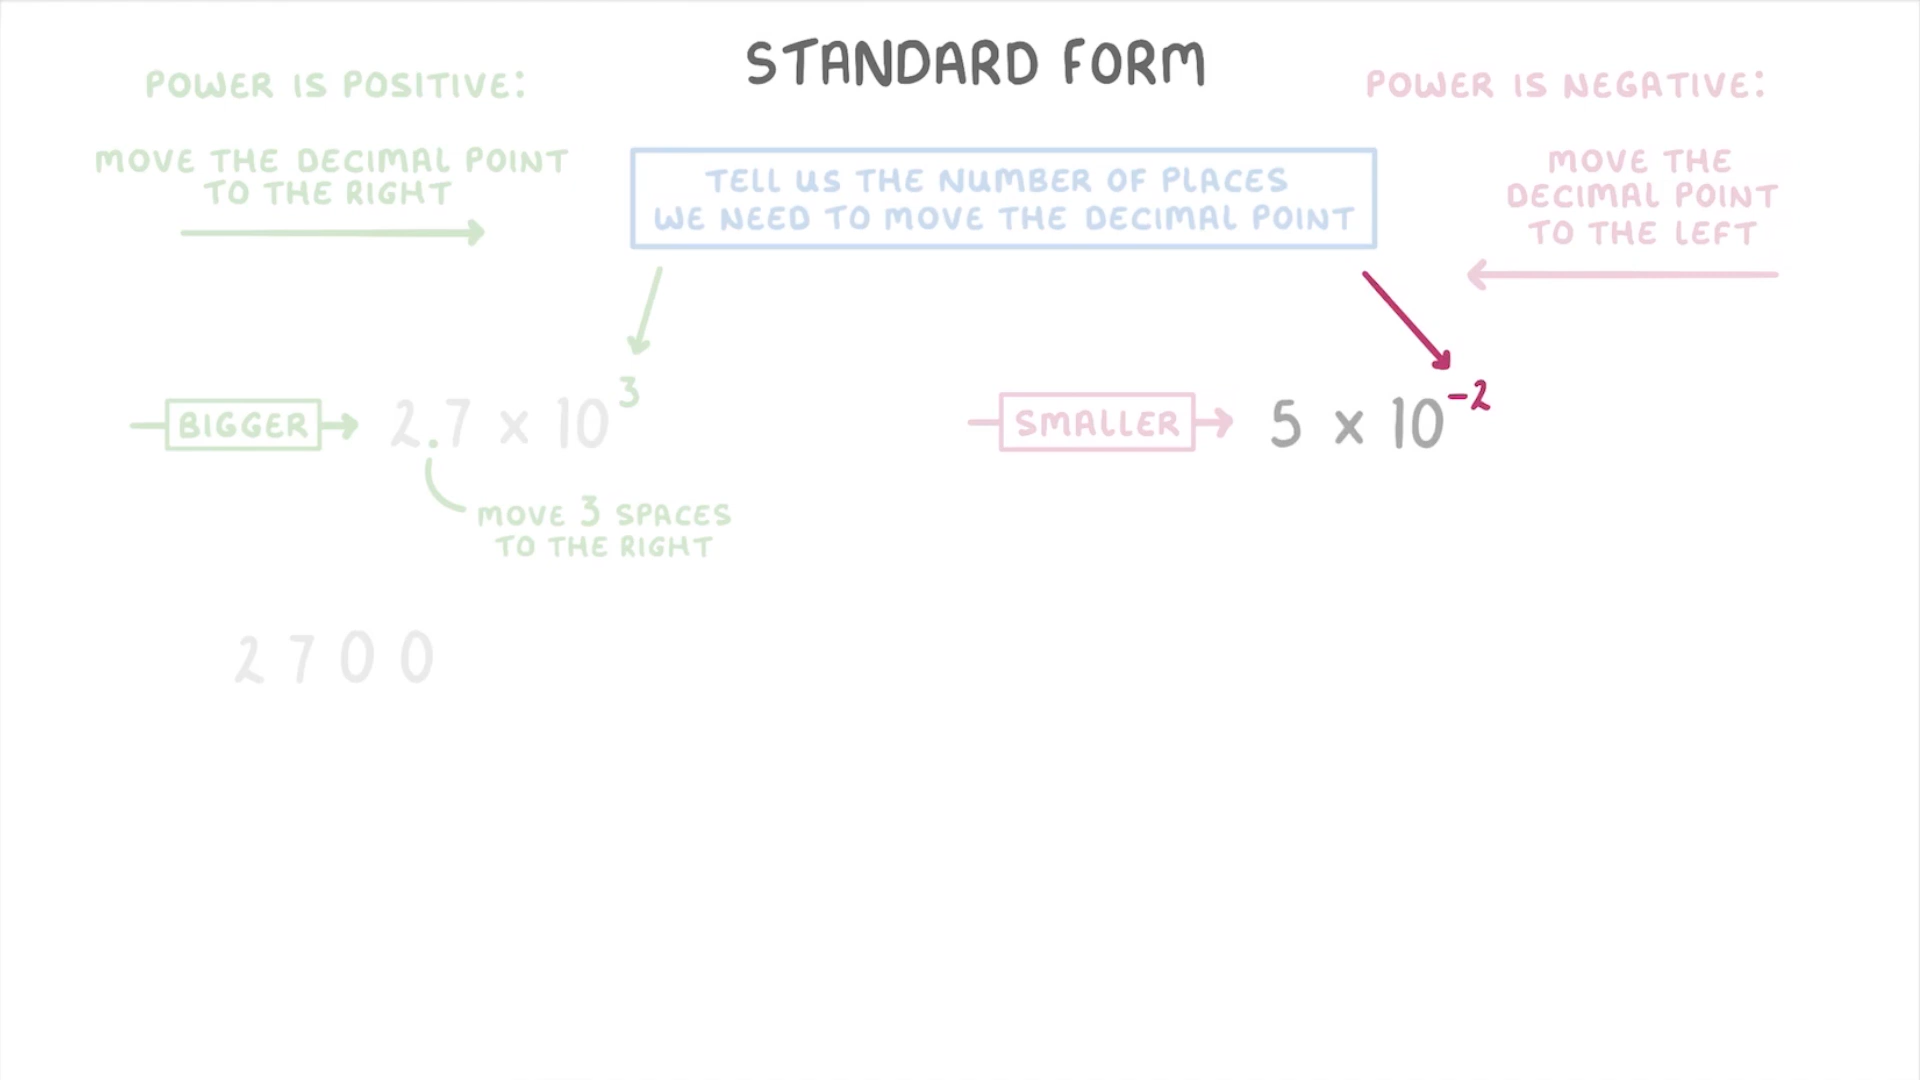 STANDARD FORM
POWER IS POSITIVE:
MOVE THE DECIMAL POINT
TO THE RIGHT
TELL US THE NUMBER OF PLACES
WE NEED TO MOVE THE DECIMAL POINT
POWER IS NEGATIVE:
MOVE THE
DECIMAL POINT
TO THE LEFT
BIGGER 2.7 x 10³
MOVE 3 SPACES
TO THE RIGHT
2700
SMALLER 5 x 10⁻²